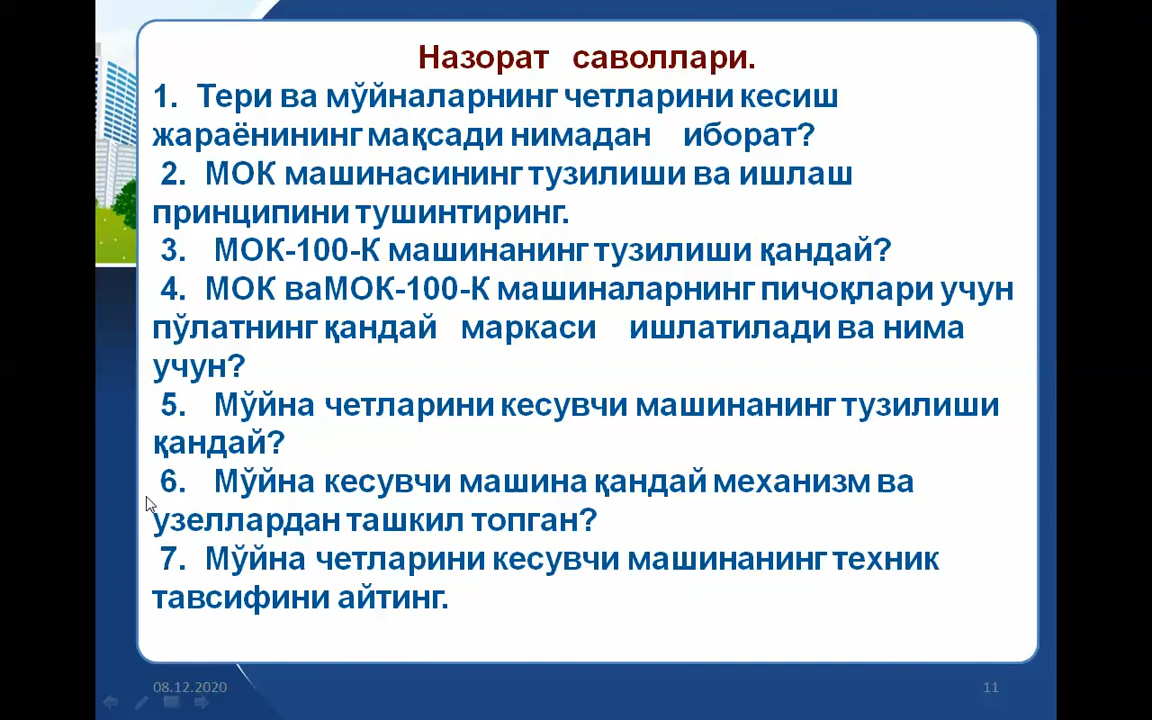 Назорат саволлари.
1. Тери ва мўйналарнинг четларини кесиш
жараёнининг мақсади нимадан иборат?
2. МОК машинасининг тузилиши ва ишлаш
принципини тушинтиринг.
3. МОК-100-К машинанинг тузилиши қандай?
4. МОК ваМОК-100-К машиналарнинг пичоқлари учун
пўлатнинг қандай маркаси ишлатилади ва нима
учун?
5. Мўйна четларини кесувчи машинанинг тузилиши
қандай?
6. Мўйна кесувчи машина қандай механизм ва
узеллардан ташкил топган?
7. Мўйна четларини кесувчи машинанинг техник
тавсифини айтинг.
08.12.2020
11